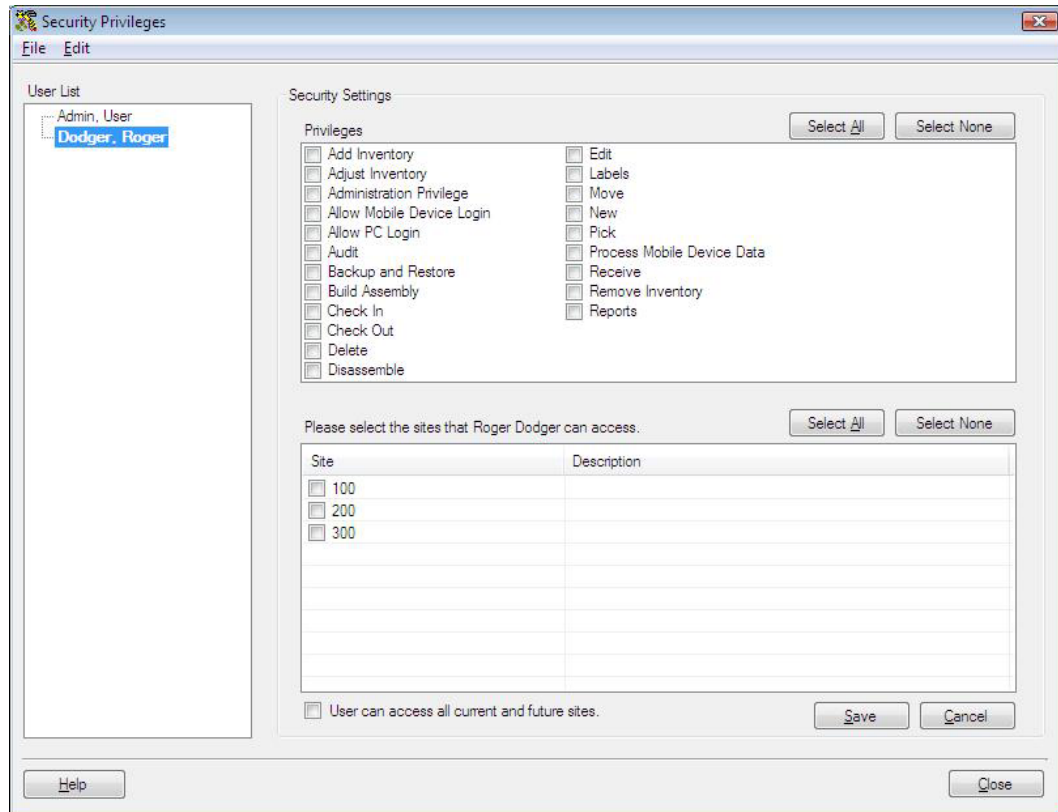 Security Privileges
File Edit
User List
Admin, User
Dodger, Roger
Security Settings
Privileges
Select All Select None
Add Inventory
Adjust Inventory
Administration Privilege
Allow Mobile Device Login
Allow PC Login
Audit
Backup and Restore
Build Assembly
Check In
Check Out
Delete
Disassemble
Edit
Labels
Move
New
Pick
Process Mobile Device Data
Receive
Remove Inventory
Reports
Please select the sites that Roger Dodger can access.
Select All Select None
Site Description
100
200
300
User can access all current and future sites.
Save Cancel
Help Close